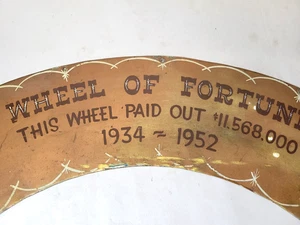 WHEEL OF FORTUN
THIS WHEEL PAID OUT $11.568.000
1934 - 1952